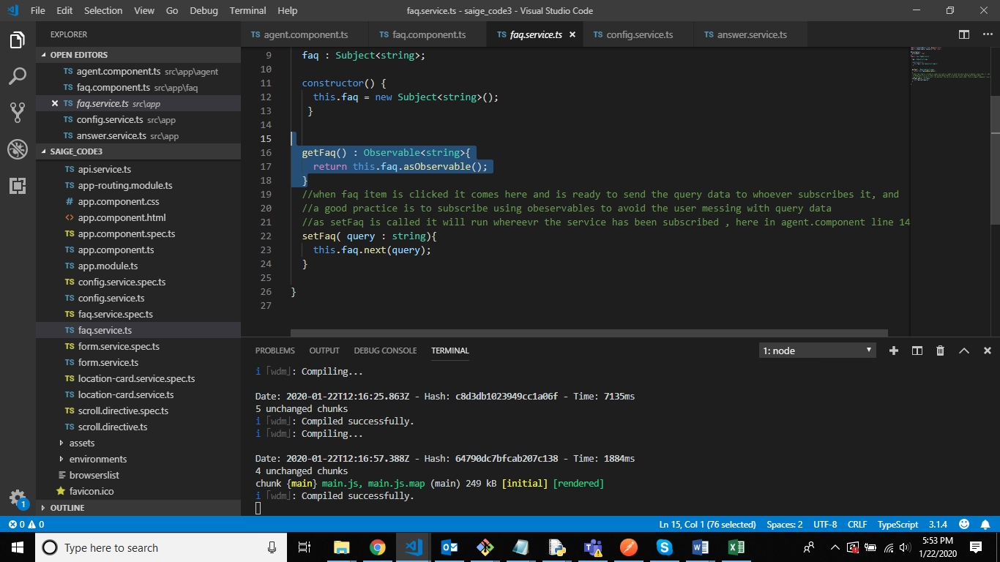 File Edit Selection View Go Debug Terminal Help
faq.service.ts - saige_code3 - Visual Studio Code
EXPLORER
OPEN EDITORS
TS agent.component.ts src\app\agent
TS faq.component.ts src\app\faq
TS faq.service.ts src\app
TS config.service.ts src\app
TS answer.service.ts src\app
SAIGE_CODE3
TS api.service.ts
TS app-routing.module.ts
# app.component.css
<> app.component.html
TS app.component.spec.ts
TS app.component.ts
TS app.module.ts
TS config.service.spec.ts
TS config.service.ts
TS faq.service.spec.ts
TS faq.service.ts
TS form.service.spec.ts
TS form.service.ts
TS location-card.service.spec.ts
TS location-card.service.ts
TS scroll.directive.spec.ts
TS scroll.directive.ts
assets
environments
browserslist
favicon.ico
OUTLINE
1
TS agent.component.ts TS faq.component.ts TS faq.service.ts TS config.service.ts TS answer.service.ts
9 faq : Subject<string>;
10
11 constructor() {
12 this.faq = new Subject<string>();
13 }
14
15
16 getFaq() : Observable<string>{
17 return this.faq.asObservable();
18 }
19 //when faq item is clicked it comes here and is ready to send the query data to whoever subscribes it, and
20 //a good practice is to subscribe using obeservables to avoid the user messing with query data
21 //as setFaq is called it will run whereevr the service has been subscribed , here in agent.component line 14
22 setFaq( query : string){
23 this.faq.next(query);
24 }
25
26 }
27
PROBLEMS OUTPUT DEBUG CONSOLE TERMINAL
1: node
i ｢wdm｣: Compiling...
Date: 2020-01-22T12:16:25.863Z - Hash: c8d3db1023949cc1a06f - Time: 7135ms
5 unchanged chunks
i ｢wdm｣: Compiled successfully.
i ｢wdm｣: Compiling...
Date: 2020-01-22T12:16:57.388Z - Hash: 64790dc7bfcab207c138 - Time: 1884ms
4 unchanged chunks
chunk {main} main.js, main.js.map (main) 249 kB [initial] [rendered]
i ｢wdm｣: Compiled successfully.
0 0
Ln 15, Col 1 (76 selected) Spaces: 2 UTF-8 CRLF TypeScript 3.1.4
Type here to search
5:53 PM
1/22/2020